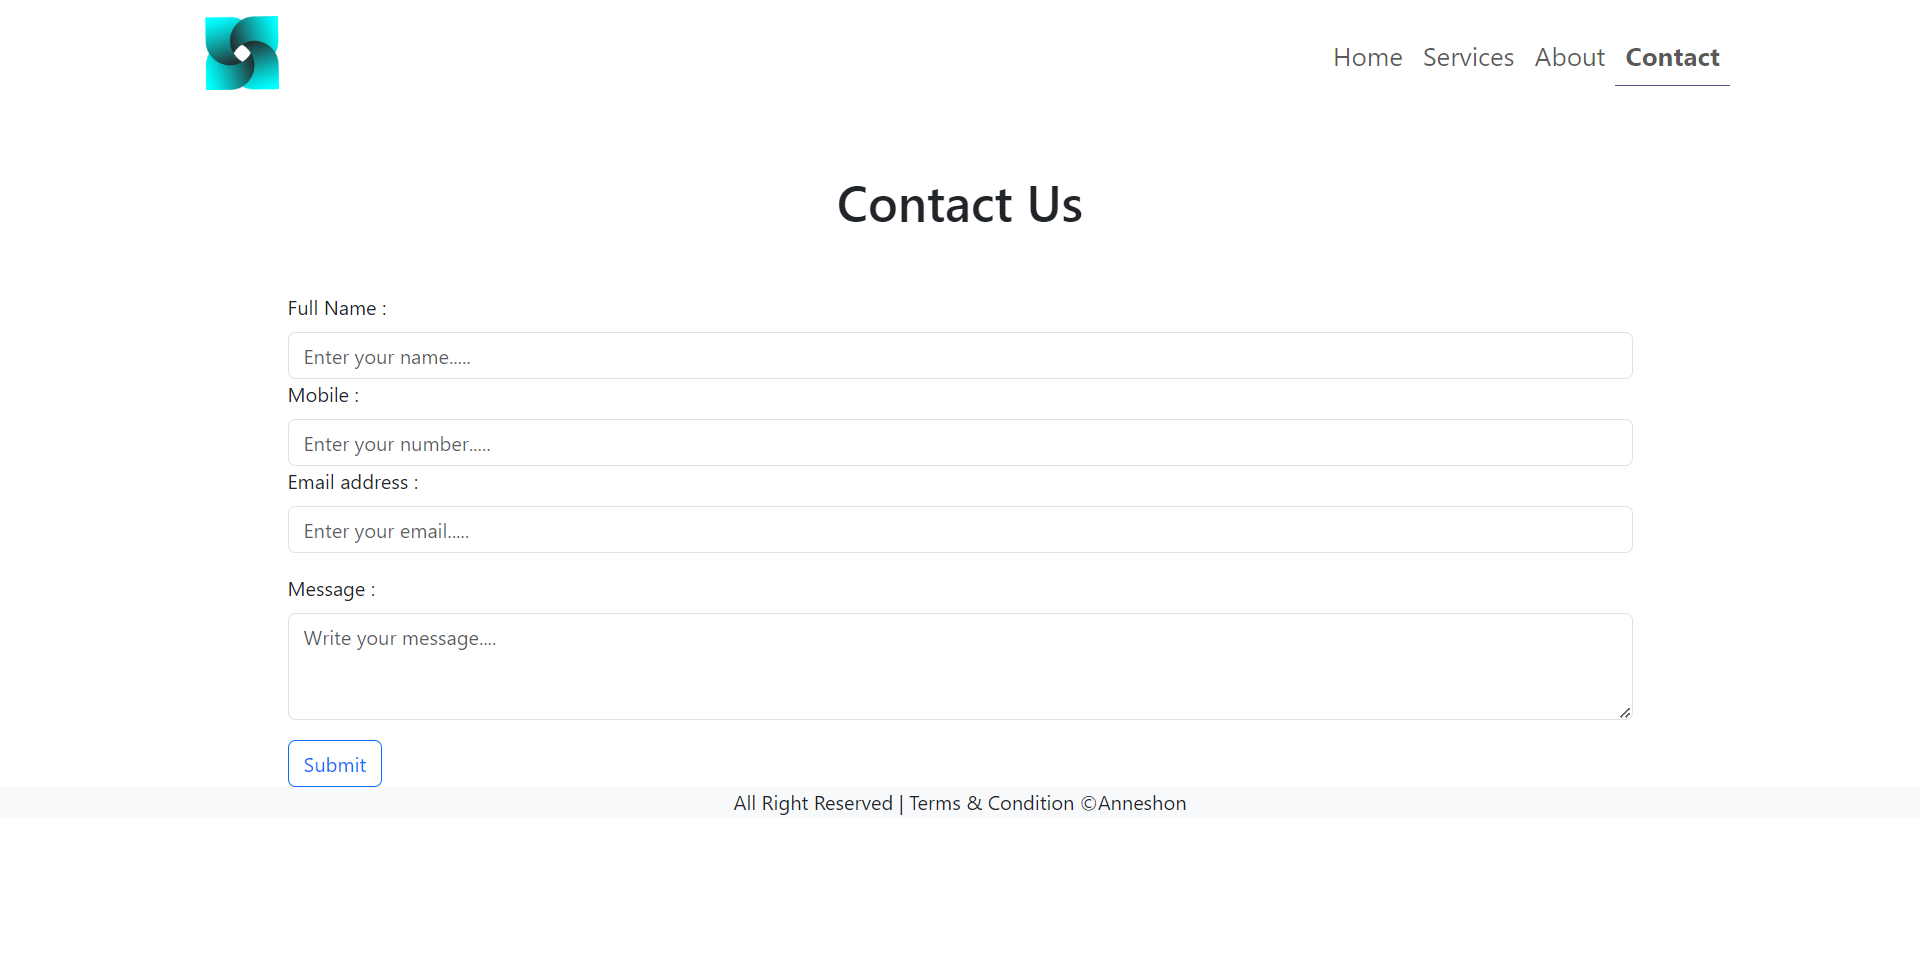 Home Services About Contact
Contact Us
Full Name :
Enter your name.....
Mobile :
Enter your number.....
Email address :
Enter your email.....
Message :
Write your message....
Submit
All Right Reserved | Terms & Condition ©Anneshon